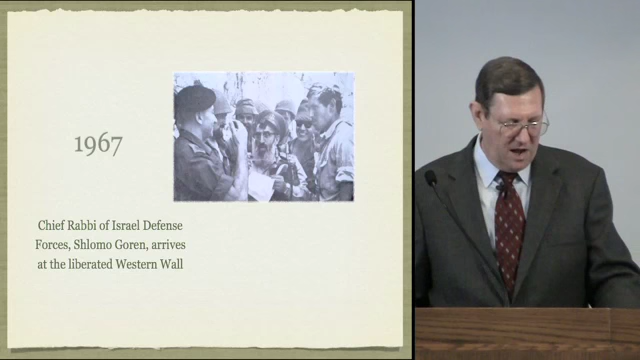 1967
Chief Rabbi of Israel Defense
Forces, Shlomo Goren, arrives
at the liberated Western Wall